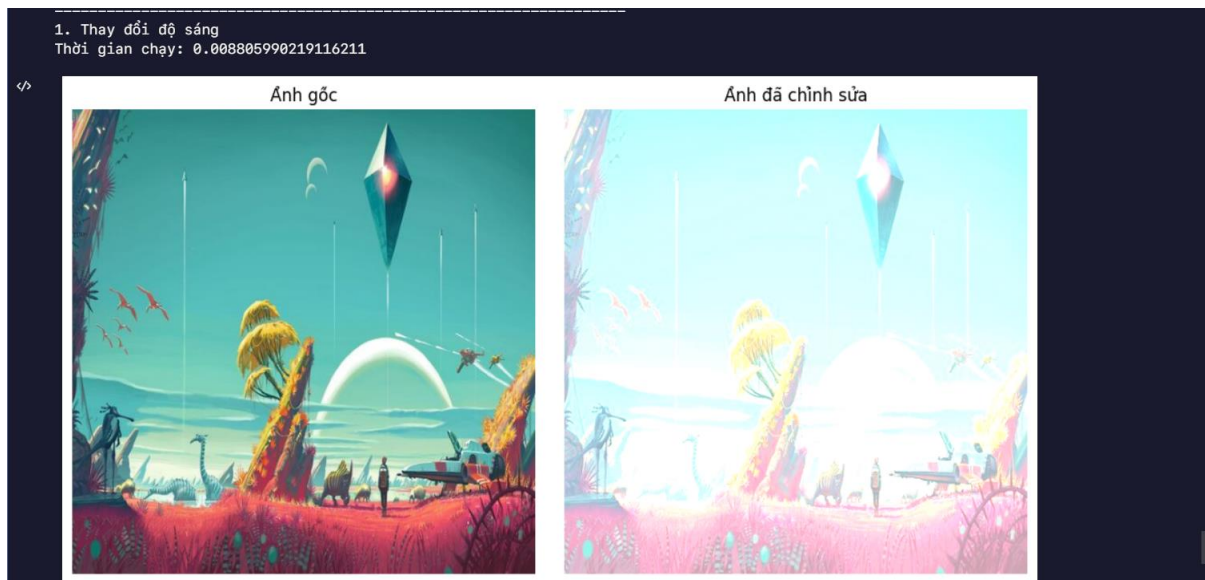 1. Thay đổi độ sáng
Thời gian chạy: 0.008805990219116211
</>
Ảnh gốc
Ảnh đã chỉnh sửa